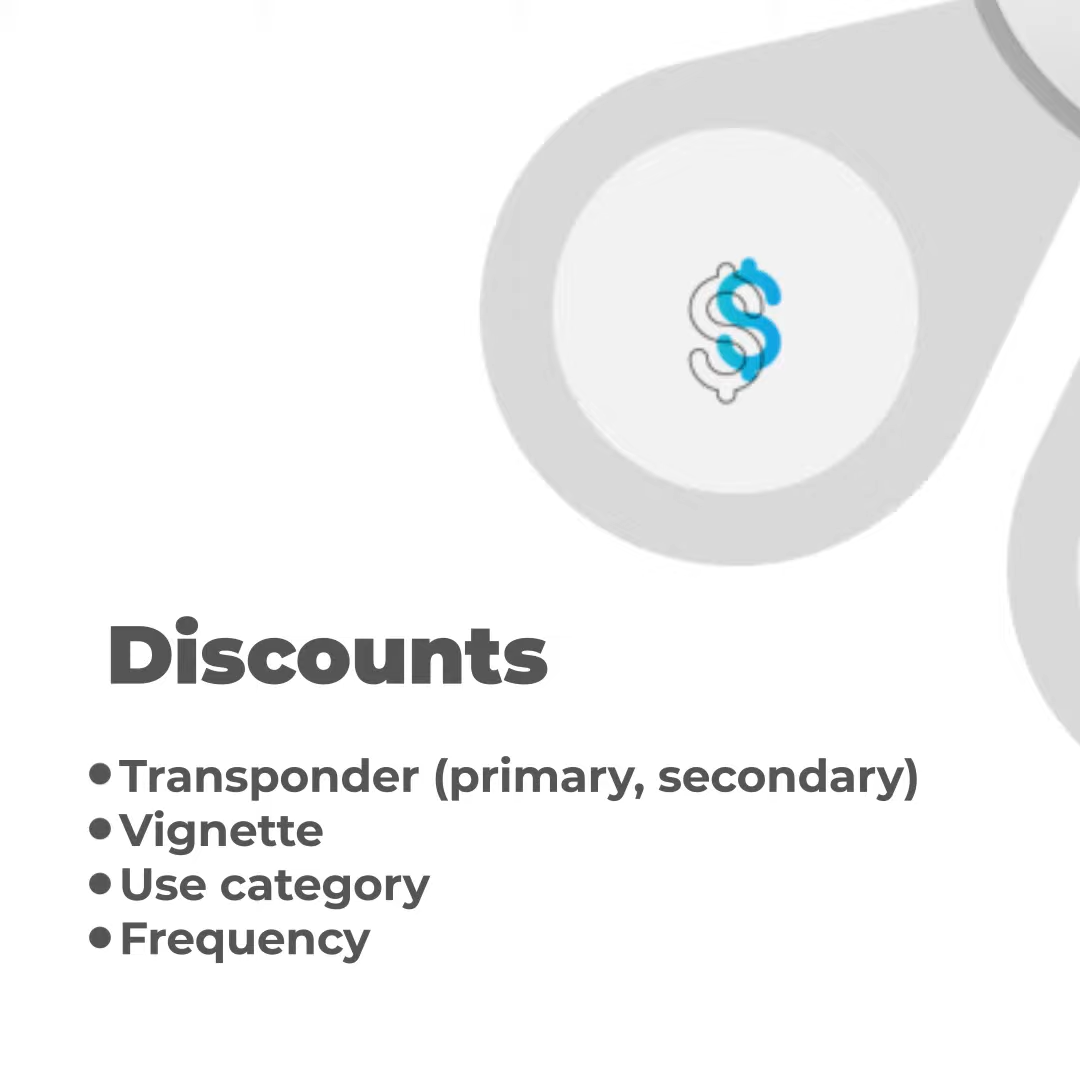 Discounts
• Transponder (primary, secondary)
• Vignette
• Use category
• Frequency